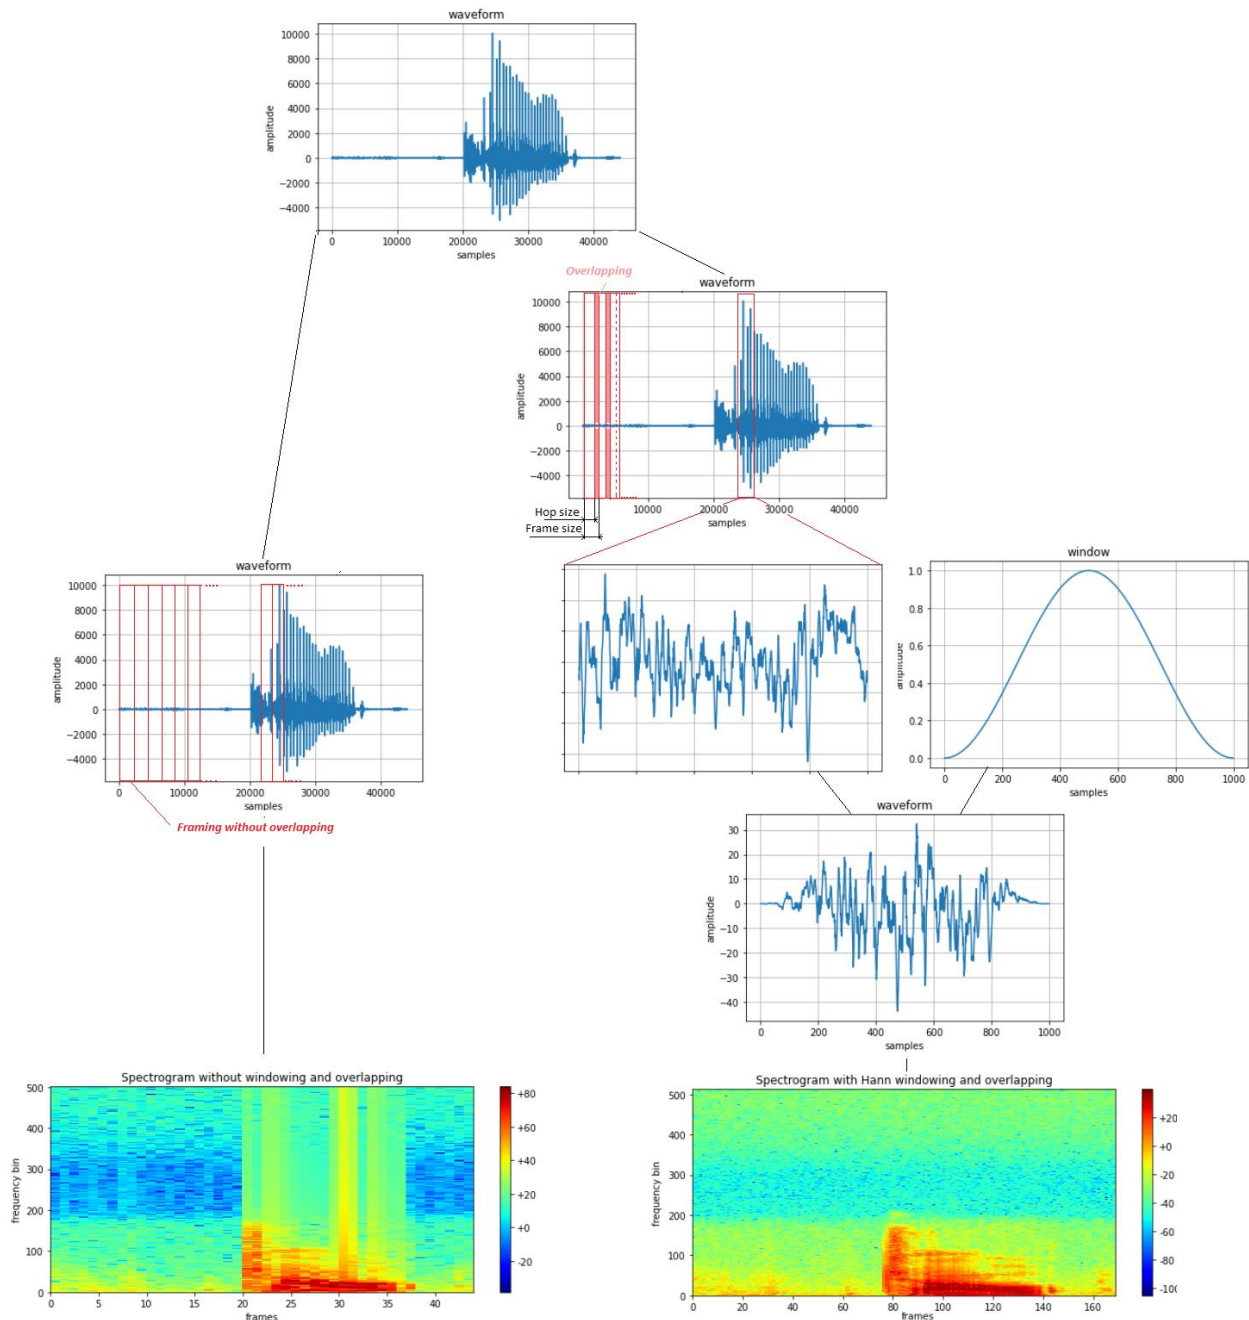 waveform
10000
8000
6000
4000
2000
0
−2000
−4000
amplitude
0 10000 20000 30000 40000
samples
Overlapping
waveform
10000
8000
6000
4000
2000
0
−2000
−4000
amplitude
10000 20000 30000 40000
samples
Hop size
Frame size
waveform
10000
8000
6000
4000
2000
0
−2000
−4000
amplitude
0 10000 20000 30000 40000
samples
Framing without overlapping
window
1.0
0.8
0.6
0.4
0.2
0.0
amplitude
0 200 400 600 800 1000
samples
waveform
30
20
10
0
−10
−20
−30
−40
amplitude
0 200 400 600 800 1000
samples
Spectrogram without windowing and overlapping
500
400
300
200
100
0
frequency bin
0 5 10 15 20 25 30 35 40
frames
+80
+60
+40
+20
+0
-20
Spectrogram with Hann windowing and overlapping
500
400
300
200
100
0
frequency bin
0 20 40 60 80 100 120 140 160
frames
+20
+0
-20
-40
-60
-80
-100